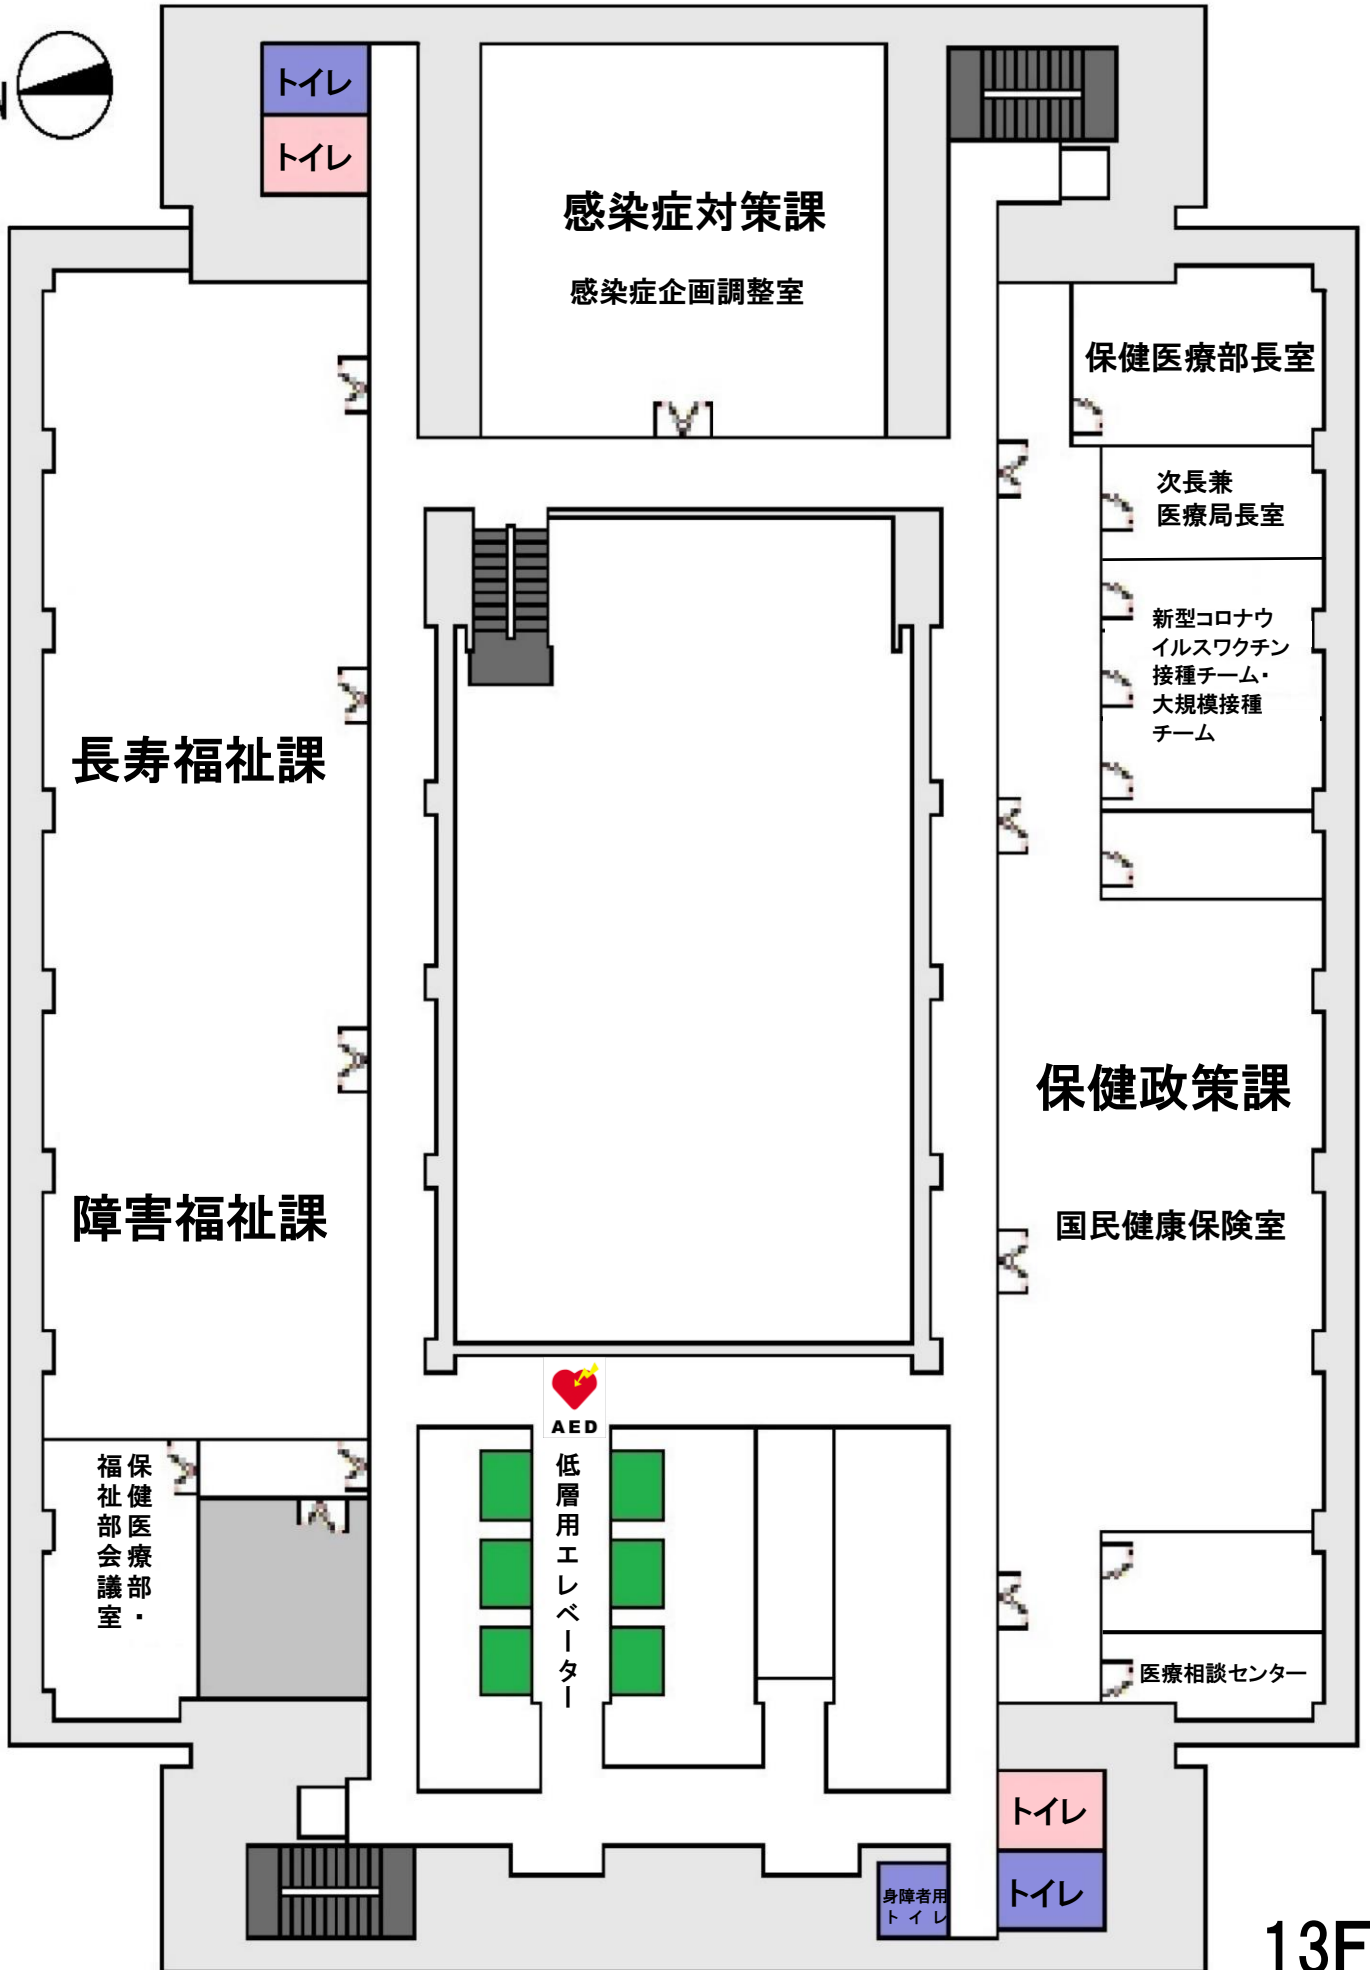 N
トイレ
トイレ
感染症対策課
感染症企画調整室
保健医療部長室
次長兼
医療局長室
新型コロナウ
イルスワクチン
接種チーム・
大規模接種
チーム
長寿福祉課
保健政策課
障害福祉課
国民健康保険室
AED
低層用エレベーター
保健医療部・
福祉部会議室
医療相談センター
トイレ
トイレ
身障者用
トイレ
13F